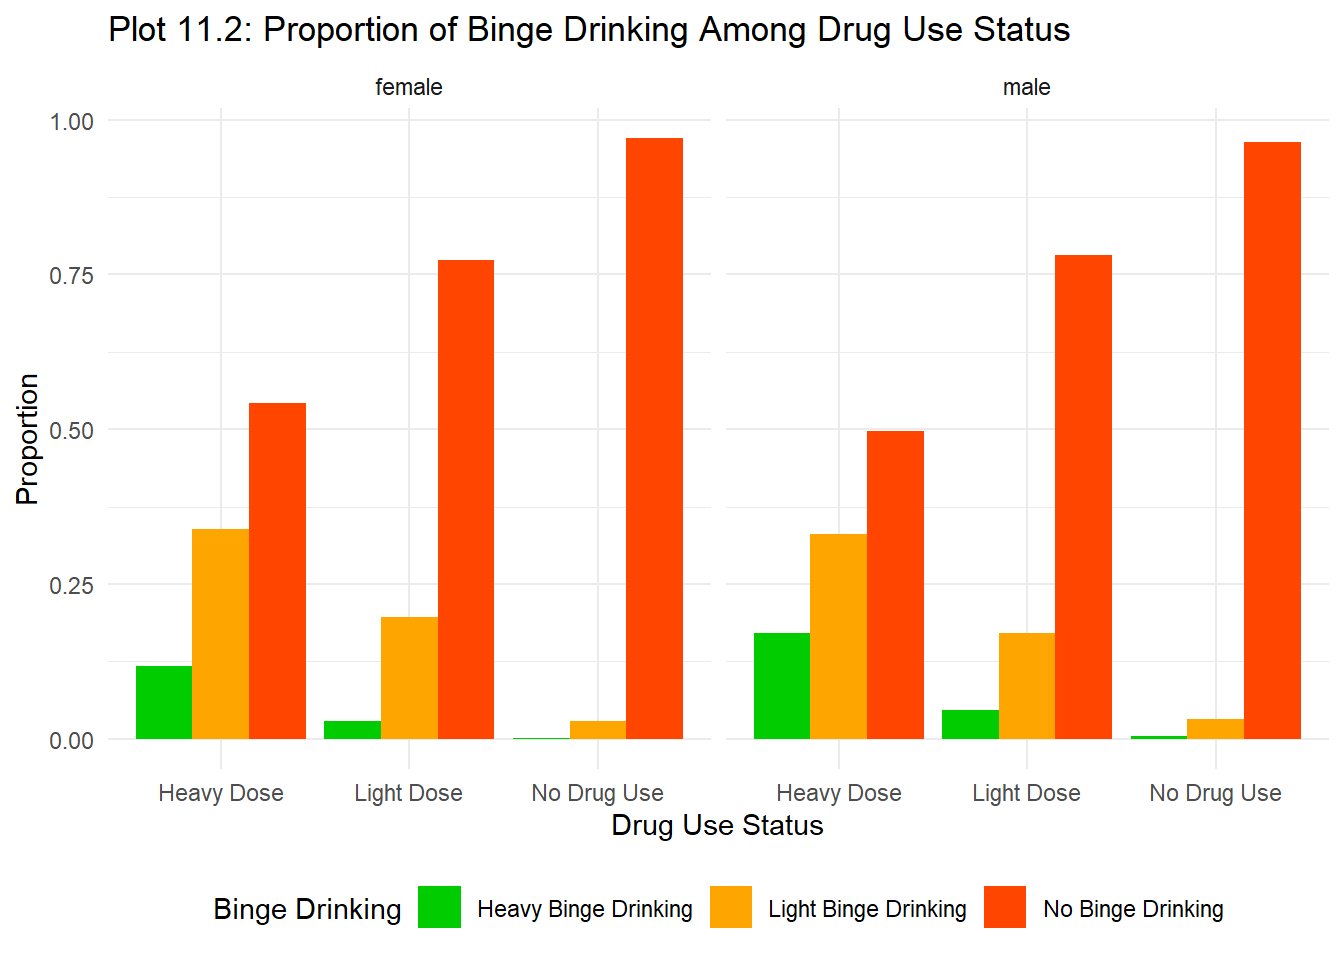 Plot 11.2: Proportion of Binge Drinking Among Drug Use Status
female male
1.00
0.75
0.50
0.25
0.00
Proportion
Heavy Dose Light Dose No Drug Use Heavy Dose Light Dose No Drug Use
Drug Use Status
Binge Drinking Heavy Binge Drinking Light Binge Drinking No Binge Drinking